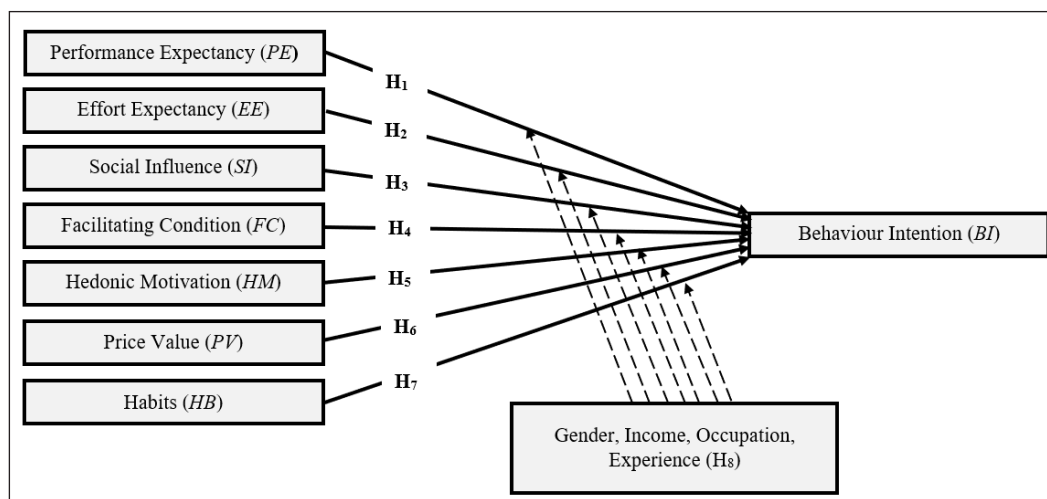 Performance Expectancy (PE)
H₁
Effort Expectancy (EE)
H₂
Social Influence (SI)
H₃
Facilitating Condition (FC)
H₄
Behaviour Intention (BI)
Hedonic Motivation (HM)
H₅
Price Value (PV)
H₆
Habits (HB)
H₇
Gender, Income, Occupation,
Experience (H₈)